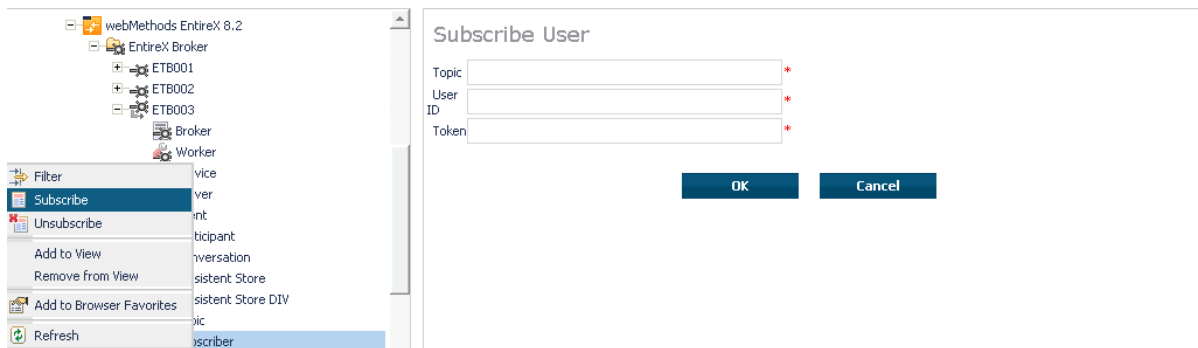 webMethods EntireX 8.2
EntireX Broker
ETB001
ETB002
ETB003
Broker
Worker
vice
ver
nt
ticipant
nversation
sistent Store
sistent Store DIV
pic
oscriber
Filter
Subscribe
Unsubscribe
Add to View
Remove from View
Add to Browser Favorites
Refresh
Subscribe User
Topic *
User
ID *
Token *
OK Cancel